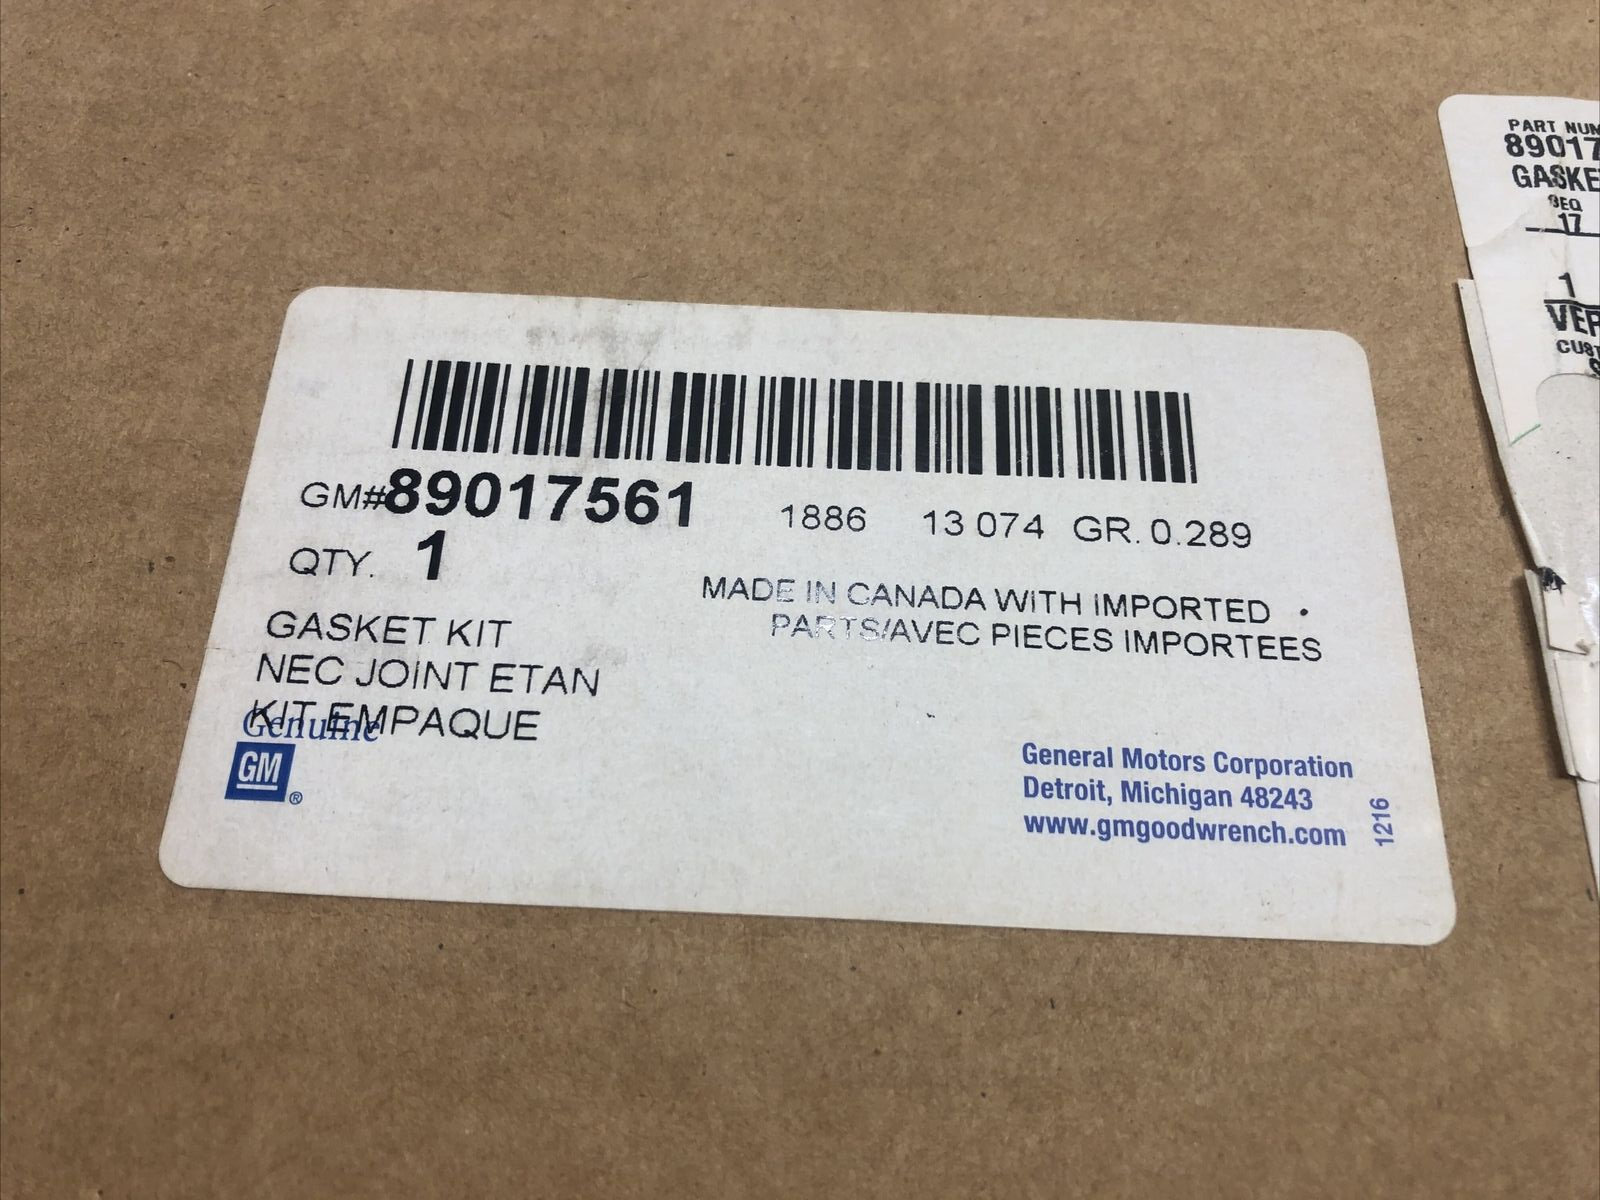 GM#89017561 1886 13 074 GR. 0.289
QTY. 1
MADE IN CANADA WITH IMPORTED
PARTS/AVEC PIECES IMPORTEES
GASKET KIT
NEC JOINT ETAN
KIT EMPAQUE
Genuine
GM
®
General Motors Corporation
Detroit, Michigan 48243
www.gmgoodwrench.com
1216
PART NUM
89017
GASKE
SEQ
17
1
VER
CUST